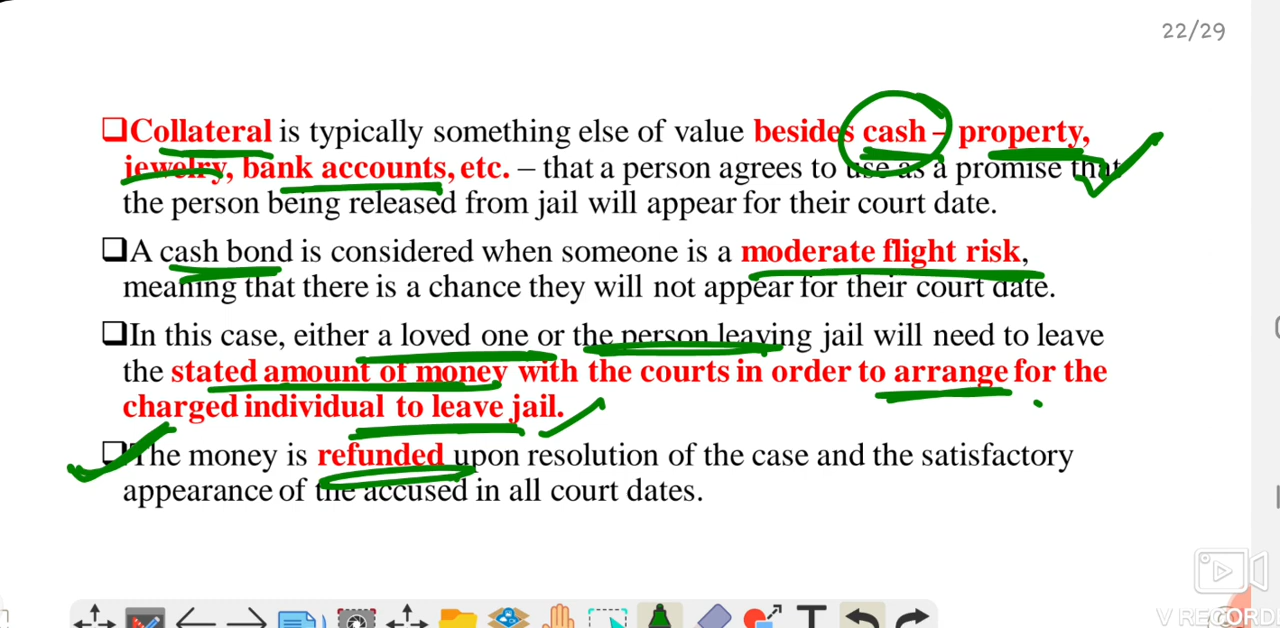 22/29
❑Collateral is typically something else of value besides cash – property,
jewelry, bank accounts, etc. – that a person agrees to use as a promise that
the person being released from jail will appear for their court date.
❑A cash bond is considered when someone is a moderate flight risk,
meaning that there is a chance they will not appear for their court date.
❑In this case, either a loved one or the person leaving jail will need to leave
the stated amount of money with the courts in order to arrange for the
charged individual to leave jail.
❑The money is refunded upon resolution of the case and the satisfactory
appearance of the accused in all court dates.
T